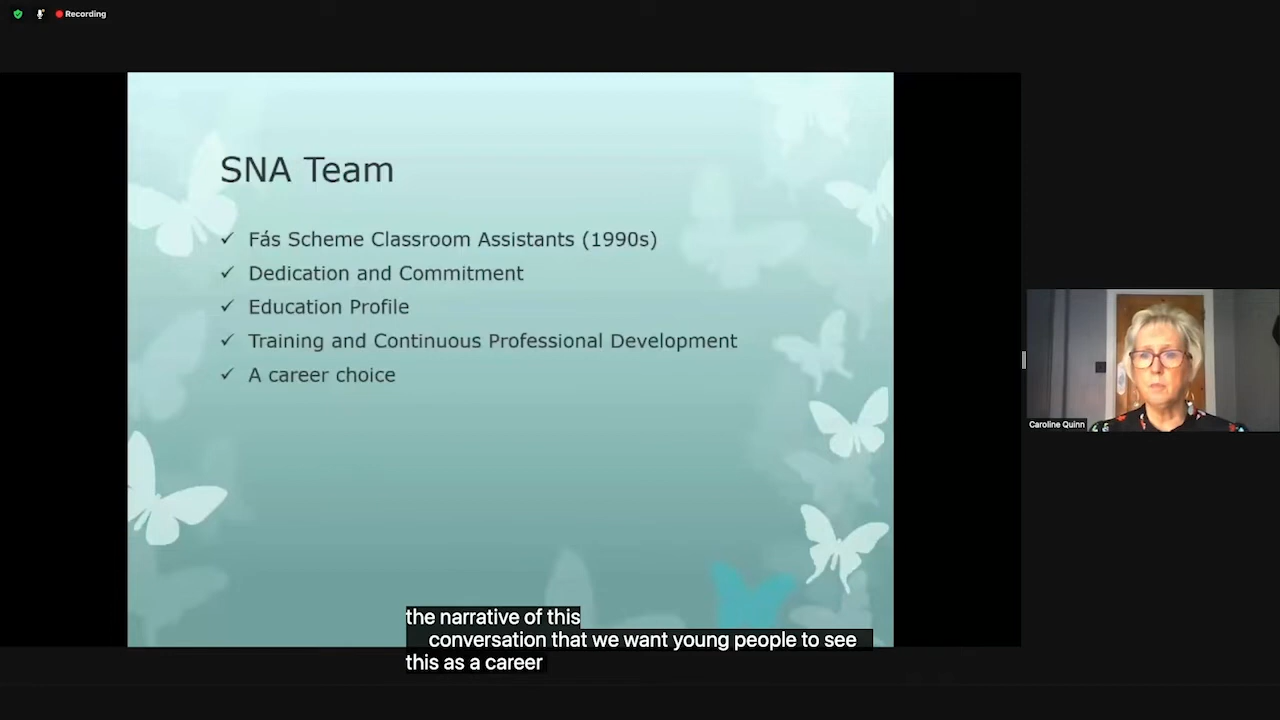 Recording
SNA Team
✓ Fás Scheme Classroom Assistants (1990s)
✓ Dedication and Commitment
✓ Education Profile
✓ Training and Continuous Professional Development
✓ A career choice
Caroline Quinn
the narrative of this
conversation that we want young people to see
this as a career